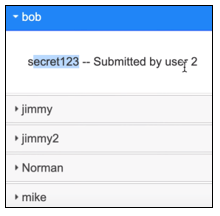 bob
secret123 -- Submitted by user 2
jimmy
jimmy2
Norman
mike